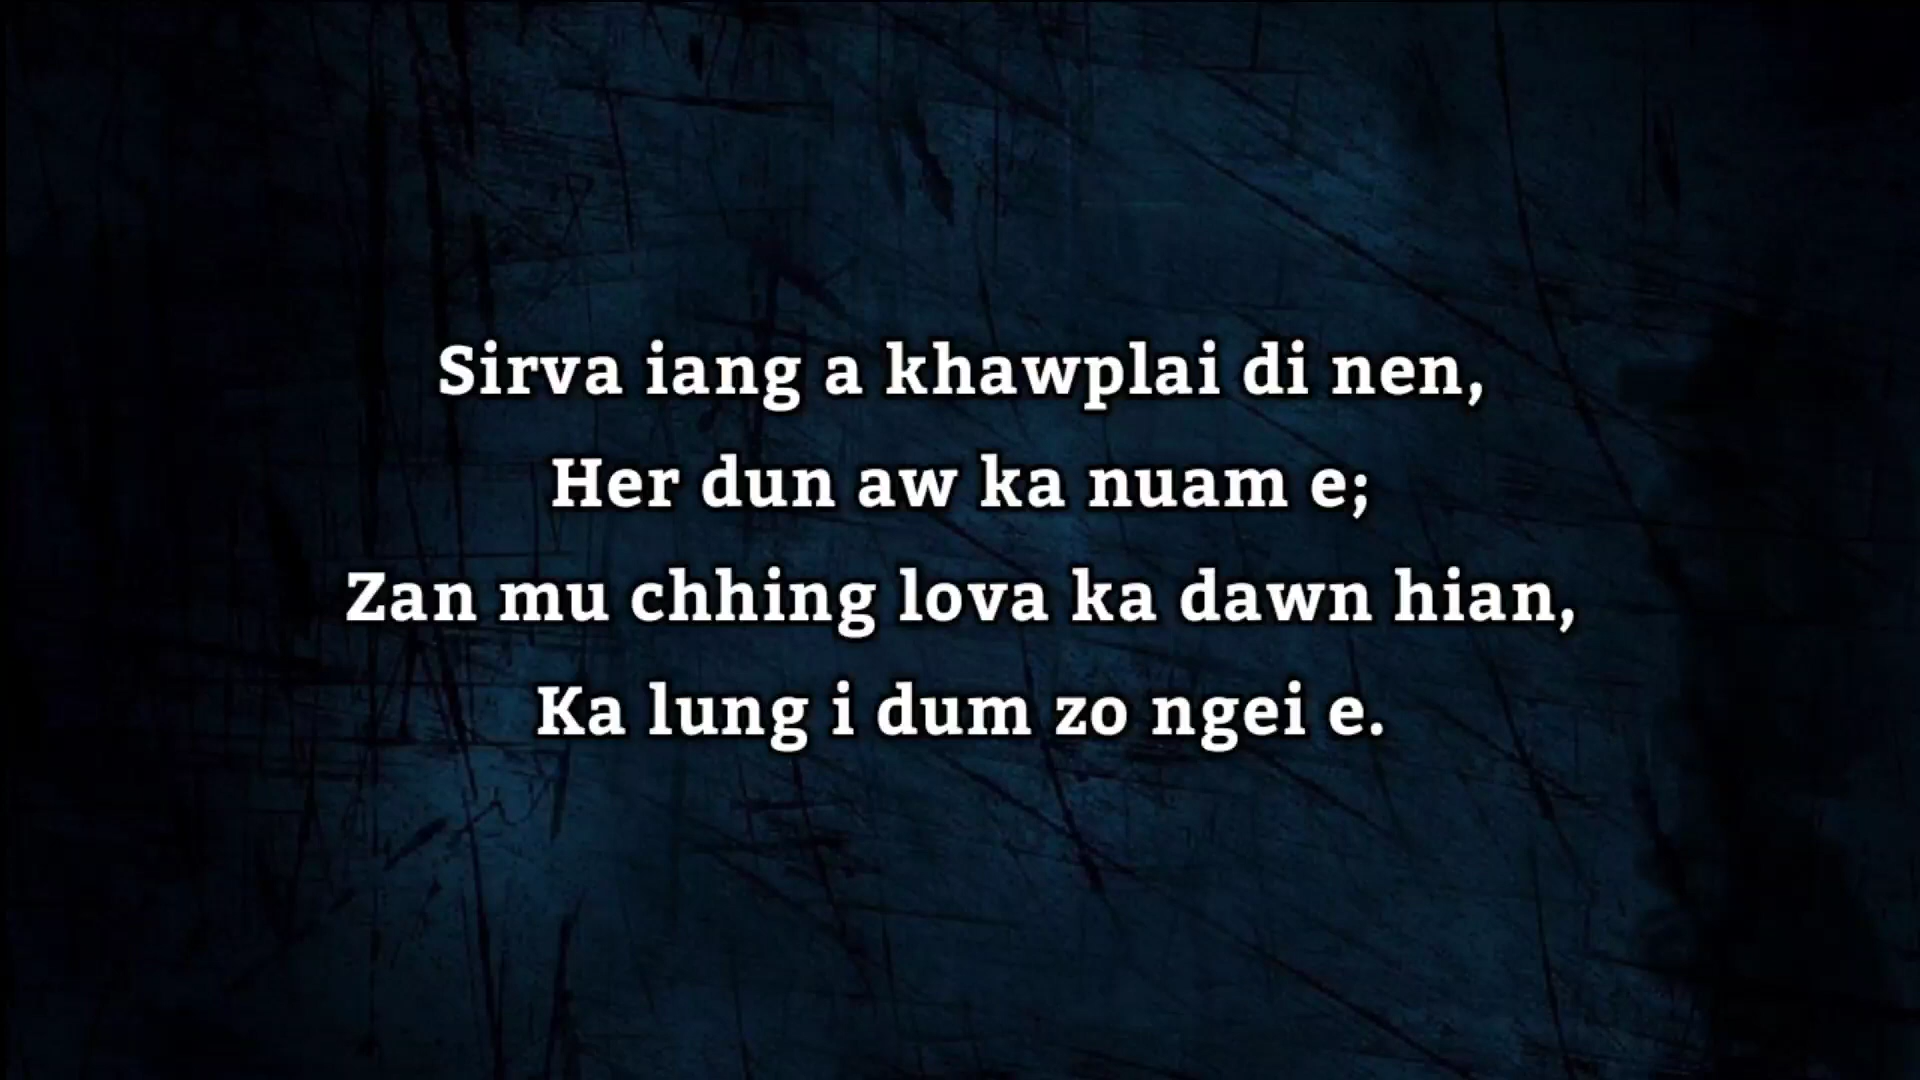 Sirva iang a khawplai di nen,
Her dun aw ka nuam e;
Zan mu chhing lova ka dawn hian,
Ka lung i dum zo ngei e.